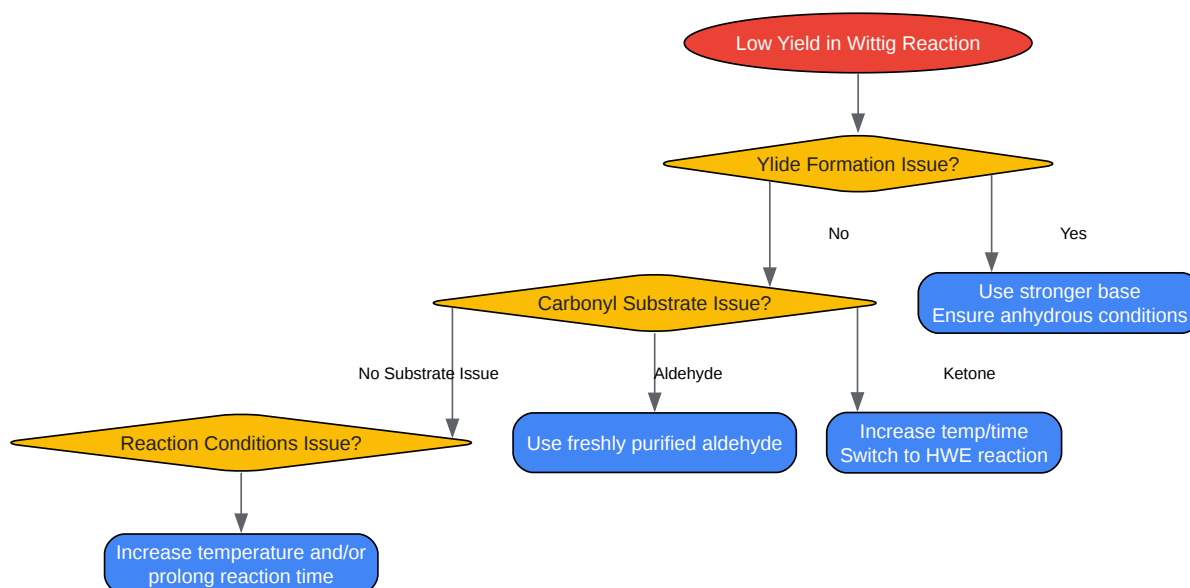 Low Yield in Wittig Reaction
Ylide Formation Issue?
No
Yes
Use stronger base
Ensure anhydrous conditions
Carbonyl Substrate Issue?
No Substrate Issue
Aldehyde
Ketone
Reaction Conditions Issue?
Use freshly purified aldehyde
Increase temp/time
Switch to HWE reaction
Increase temperature and/or
prolong reaction time